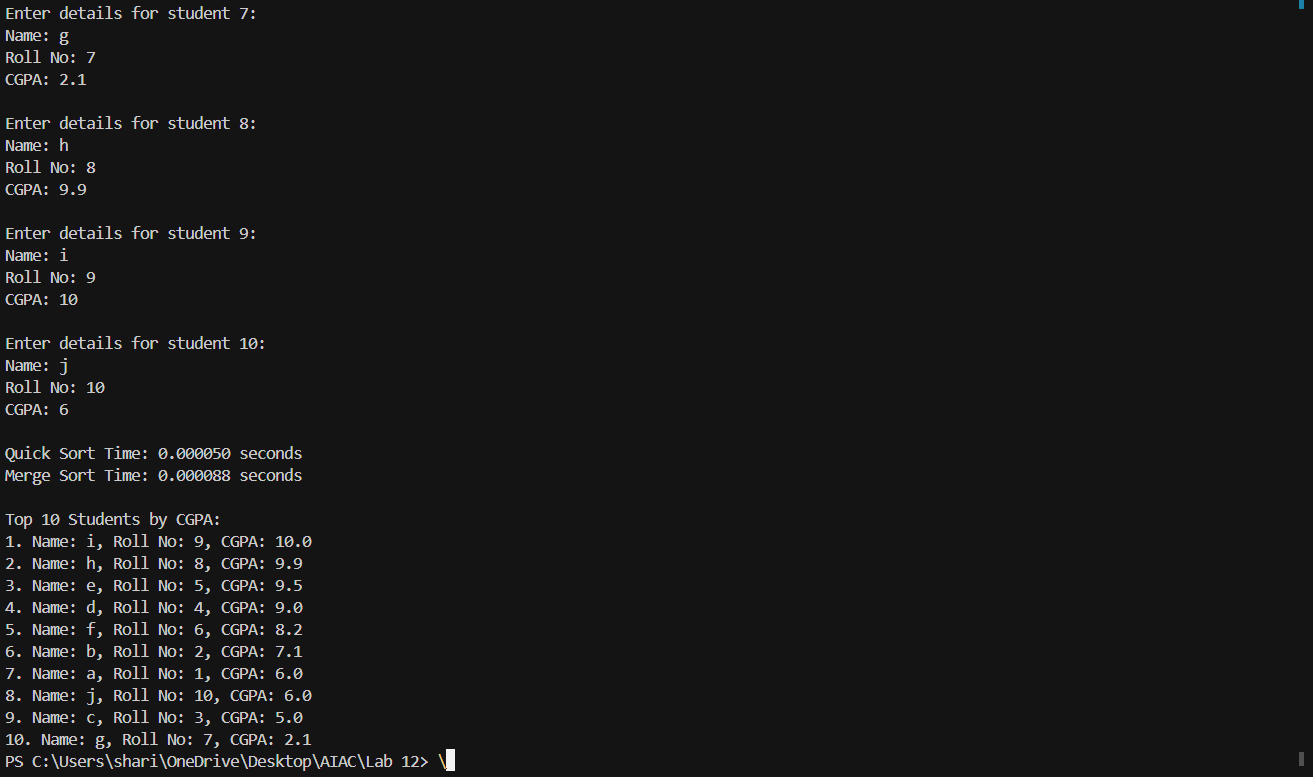 Enter details for student 7:
Name: g
Roll No: 7
CGPA: 2.1
Enter details for student 8:
Name: h
Roll No: 8
CGPA: 9.9
Enter details for student 9:
Name: i
Roll No: 9
CGPA: 10
Enter details for student 10:
Name: j
Roll No: 10
CGPA: 6
Quick Sort Time: 0.000050 seconds
Merge Sort Time: 0.000088 seconds
Top 10 Students by CGPA:
1. Name: i, Roll No: 9, CGPA: 10.0
2. Name: h, Roll No: 8, CGPA: 9.9
3. Name: e, Roll No: 5, CGPA: 9.5
4. Name: d, Roll No: 4, CGPA: 9.0
5. Name: f, Roll No: 6, CGPA: 8.2
6. Name: b, Roll No: 2, CGPA: 7.1
7. Name: a, Roll No: 1, CGPA: 6.0
8. Name: j, Roll No: 10, CGPA: 6.0
9. Name: c, Roll No: 3, CGPA: 5.0
10. Name: g, Roll No: 7, CGPA: 2.1
PS C:\Users\shari\OneDrive\Desktop\AIAC\Lab 12> \